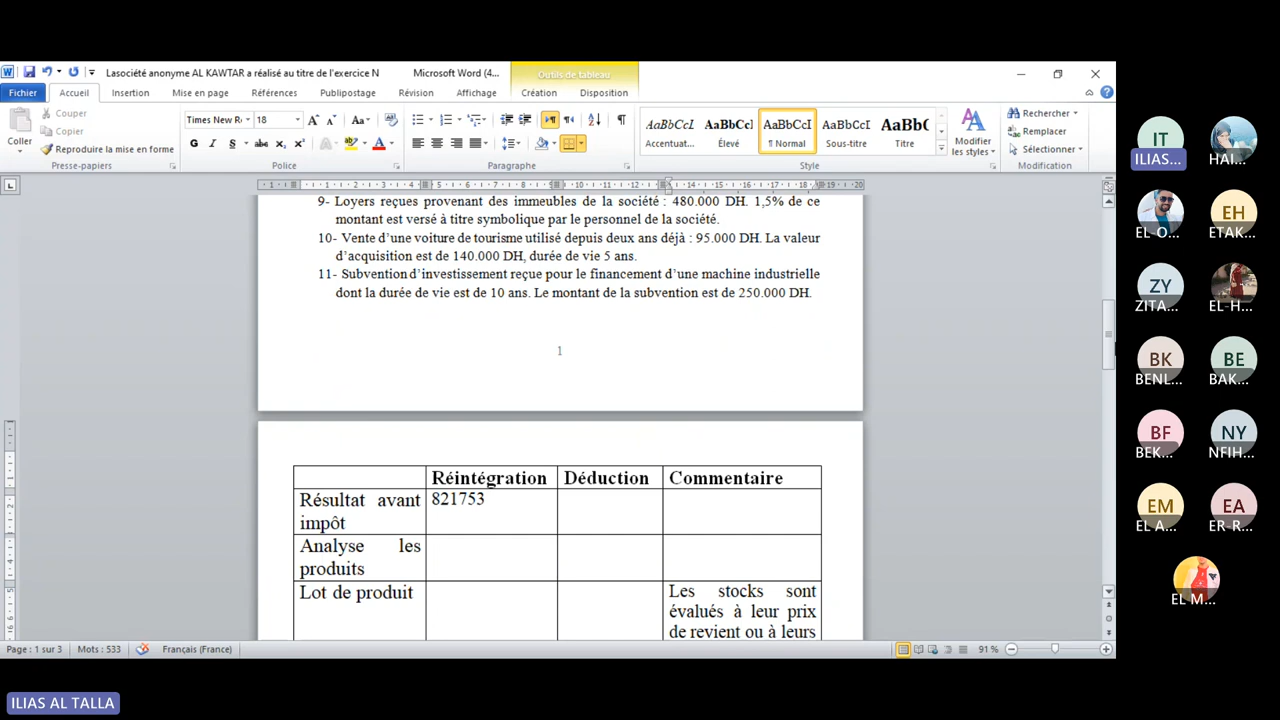 Lasociété anonyme AL KAWTAR a réalisé au titre de l'exercice N
Microsoft Word (4...
Outils de tableau
Fichier
Accueil
Insertion
Mise en page
Références
Publipostage
Révision
Affichage
Création
Disposition
Couper
Copier
Coller
Reproduire la mise en forme
Presse-papiers
Times New R
18
Police
Paragraphe
AaBbCcL
AaBbCcI
AaBbCcI
AaBbCcI
AaBb(
Accentuat...
Élevé
¶ Normal
Sous-titre
Titre
Style
Modifier
les styles
Rechercher
Remplacer
Sélectionner
Modification
9- Loyers reçues provenant des immeubles de la société : 480.000 DH. 1,5% de ce
montant est versé à titre symbolique par le personnel de la société.
10- Vente d'une voiture de tourisme utilisé depuis deux ans déjà : 95.000 DH. La valeur
d'acquisition est de 140.000 DH, durée de vie 5 ans.
11- Subvention d'investissement reçue pour le financement d'une machine industrielle
dont la durée de vie est de 10 ans. Le montant de la subvention est de 250.000 DH.
1
Réintégration Déduction Commentaire
Résultat avant impôt 821753
Analyse les produits
Lot de produit
Les stocks sont
évalués à leur prix
de revient ou à leurs
Page : 1 sur 3
Mots : 533
Français (France)
91 %
IT
ILIAS...
HAI...
EL-O...
EH
ETAK...
ZY
ZITA...
EL-H...
BK
BENL...
BE
BAK...
BF
BEK...
NY
NFIH...
EM
EL A...
EA
ER-R...
EL M...
ILIAS AL TALLA